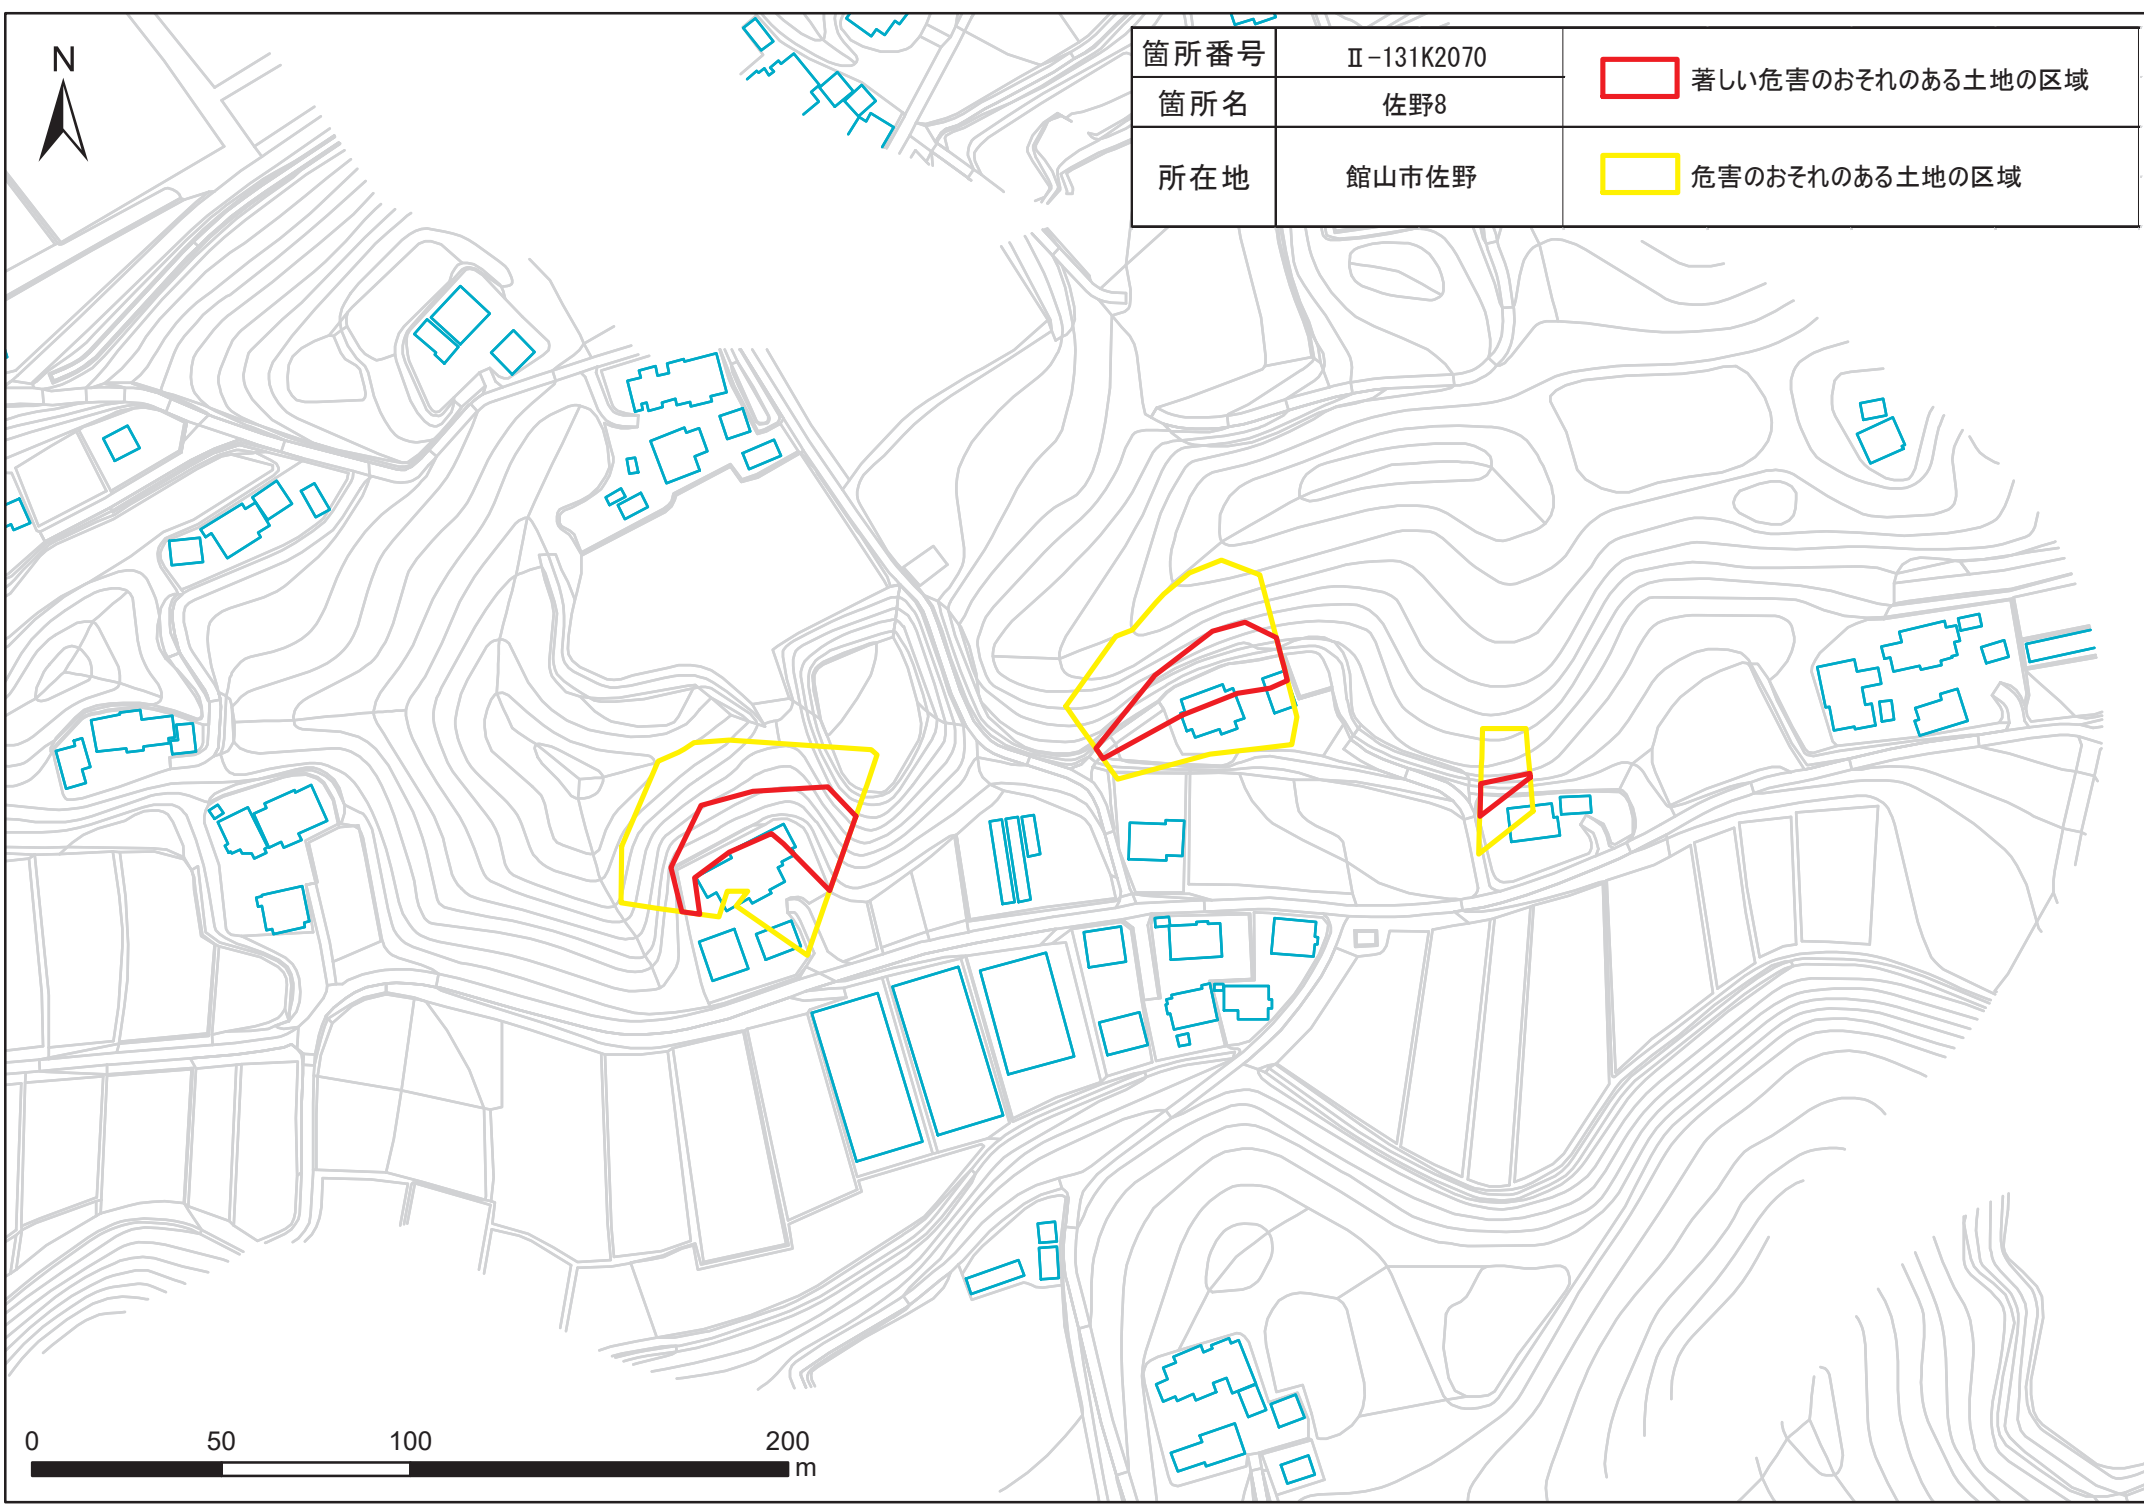 N
箇所番号 Ⅱ-131K2070 著しい危害のおそれのある土地の区域
箇所名 佐野8
所在地 館山市佐野 危害のおそれのある土地の区域
0 50 100 200
m